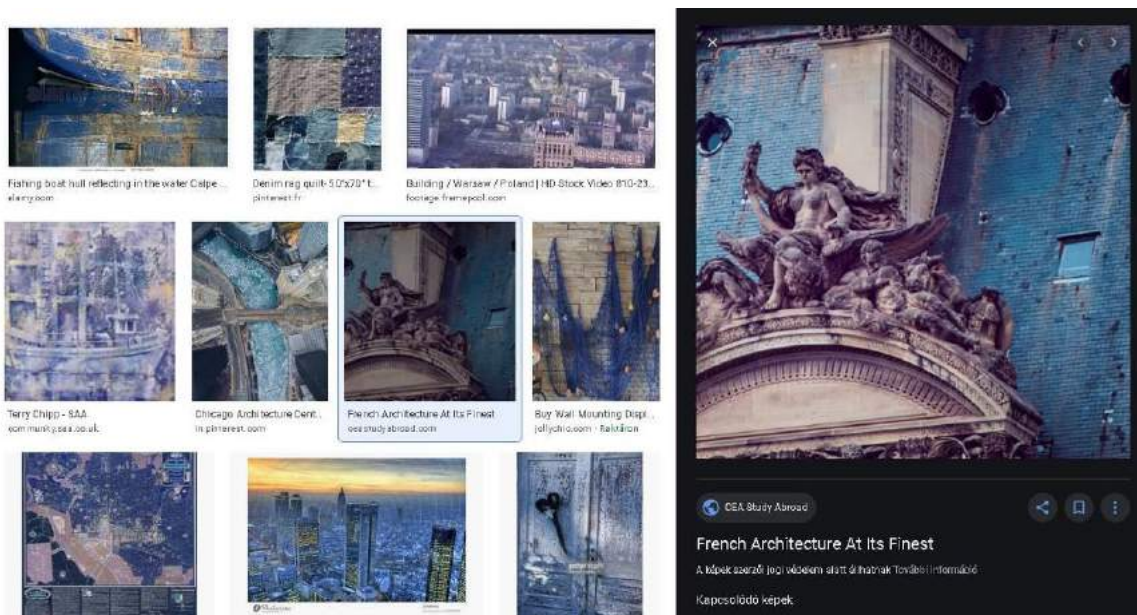 Fishing boat hull reflecting in the water Calpe ...
alamy.com
Denim rag quilt- 50"x70" t...
pinterest.fr
Building / Warsaw / Poland | HD Stock Video 810-23...
footage.framepool.com
Terry Chipp - SAA
community.saa.co.uk
Chicago Architecture Cent...
in.pinterest.com
French Architecture At Its Finest
ceastudyabroad.com
Buy Wall Mounting Displ...
jollychic.com - Raktáron
CEA Study Abroad
French Architecture At Its Finest
A képek szerzői jogi védelem alatt állhatnak További információ
Kapcsolódó képek